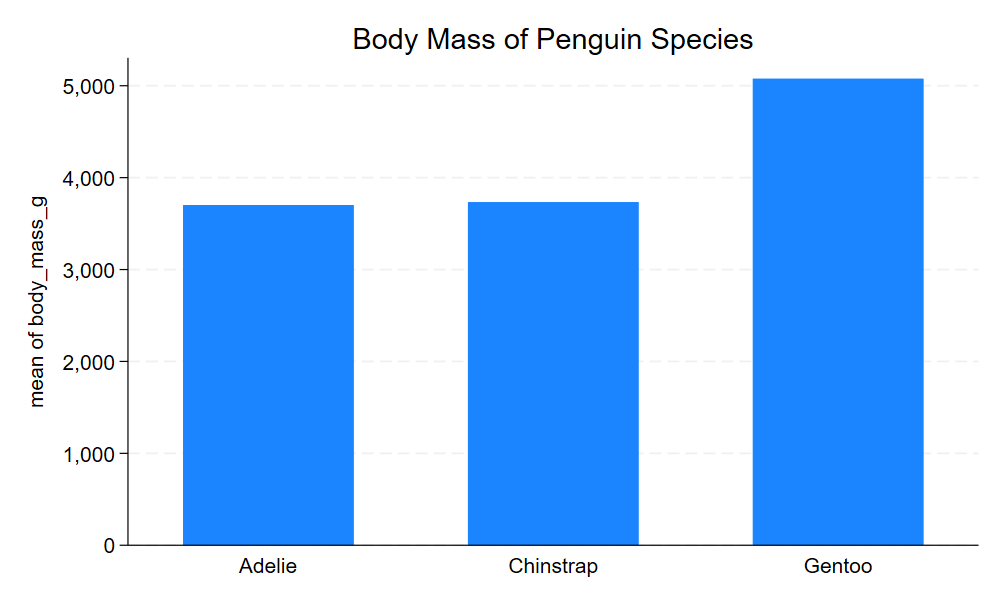 Body Mass of Penguin Species
mean of body_mass_g
5,000
4,000
3,000
2,000
1,000
0
Adelie
Chinstrap
Gentoo